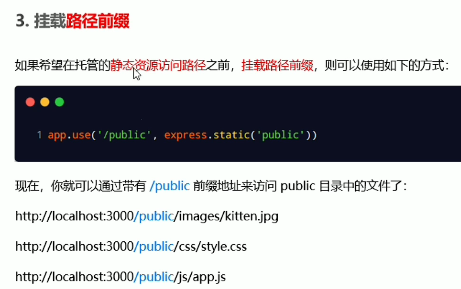 3. 挂载路径前缀
如果希望在托管的静态资源访问路径之前，挂载路径前缀，则可以使用如下的方式：
1 app.use('/public', express.static('public'))
现在，你就可以通过带有 /public 前缀地址来访问 public 目录中的文件了：
http://localhost:3000/public/images/kitten.jpg
http://localhost:3000/public/css/style.css
http://localhost:3000/public/js/app.js